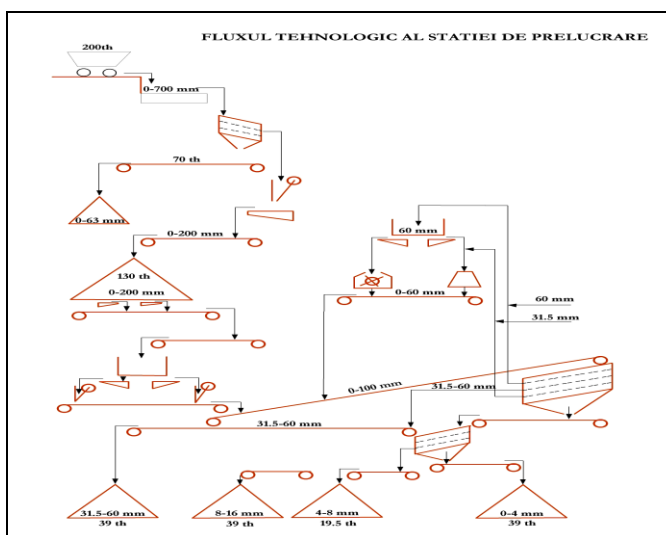 FLUXUL TEHNOLOGIC AL STATIEI DE PRELUCRARE
200th
0-700 mm
70 th
0-63 mm
0-200 mm
60 mm
130 th
0-200 mm
0-60 mm
60 mm
31.5 mm
0-100 mm
31.5-60 mm
31.5-60 mm
31.5-60 mm
39 th
8-16 mm
39 th
4-8 mm
19.5 th
0-4 mm
39 th